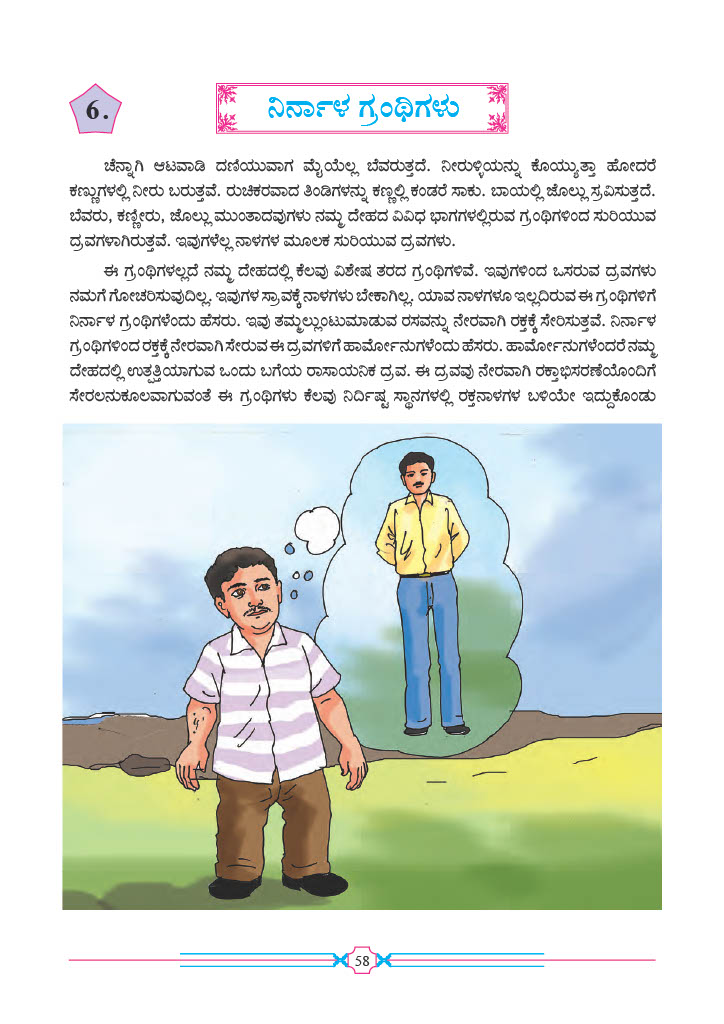 6.
ನಿರ್ನಾಳ ಗ್ರಂಥಿಗಳು
ಚೆನ್ನಾಗಿ ಆಟವಾಡಿ ದಣಿಯುವಾಗ ಮೈಯೆಲ್ಲ ಬೆವರುತ್ತದೆ. ನೀರುಳ್ಳಿಯನ್ನು ಕೊಯ್ಯುತ್ತಾ ಹೋದರೆ
ಕಣ್ಣುಗಳಲ್ಲಿ ನೀರು ಬರುತ್ತವೆ. ರುಚಿಕರವಾದ ತಿಂಡಿಗಳನ್ನು ಕಣ್ಣಲ್ಲಿ ಕಂಡರೆ ಸಾಕು. ಬಾಯಲ್ಲಿ ಜೊಲ್ಲು ಸ್ರವಿಸುತ್ತದೆ.
ಬೆವರು, ಕಣ್ಣೀರು, ಜೊಲ್ಲು ಮುಂತಾದವುಗಳು ನಮ್ಮ ದೇಹದ ವಿವಿಧ ಭಾಗಗಳಲ್ಲಿರುವ ಗ್ರಂಥಿಗಳಿಂದ ಸುರಿಯುವ
ದ್ರವಗಳಾಗಿರುತ್ತವೆ. ಇವುಗಳೆಲ್ಲ ನಾಳಗಳ ಮೂಲಕ ಸುರಿಯುವ ದ್ರವಗಳು.
ಈ ಗ್ರಂಥಿಗಳಲ್ಲದೆ ನಮ್ಮ ದೇಹದಲ್ಲಿ ಕೆಲವು ವಿಶೇಷ ತರದ ಗ್ರಂಥಿಗಳಿವೆ. ಇವುಗಳಿಂದ ಒಸರುವ ದ್ರವಗಳು
ನಮಗೆ ಗೋಚರಿಸುವುದಿಲ್ಲ. ಇವುಗಳ ಸ್ರಾವಕ್ಕೆ ನಾಳಗಳು ಬೇಕಾಗಿಲ್ಲ. ಯಾವ ನಾಳಗಳೂ ಇಲ್ಲದಿರುವ ಈ ಗ್ರಂಥಿಗಳಿಗೆ
ನಿರ್ನಾಳ ಗ್ರಂಥಿಗಳೆಂದು ಹೆಸರು. ಇವು ತಮ್ಮಲ್ಲುಂಟುಮಾಡುವ ರಸವನ್ನು ನೇರವಾಗಿ ರಕ್ತಕ್ಕೆ ಸೇರಿಸುತ್ತವೆ. ನಿರ್ನಾಳ
ಗ್ರಂಥಿಗಳಿಂದ ರಕ್ತಕ್ಕೆ ನೇರವಾಗಿ ಸೇರುವ ಈ ದ್ರವಗಳಿಗೆ ಹಾರ್ಮೋನುಗಳೆಂದು ಹೆಸರು. ಹಾರ್ಮೋನುಗಳೆಂದರೆ ನಮ್ಮ
ದೇಹದಲ್ಲಿ ಉತ್ಪತ್ತಿಯಾಗುವ ಒಂದು ಬಗೆಯ ರಾಸಾಯನಿಕ ದ್ರವ. ಈ ದ್ರವವು ನೇರವಾಗಿ ರಕ್ತಾಭಿಸರಣೆಯೊಂದಿಗೆ
ಸೇರಲನುಕೂಲವಾಗುವಂತೆ ಈ ಗ್ರಂಥಿಗಳು ಕೆಲವು ನಿರ್ದಿಷ್ಟ ಸ್ಥಾನಗಳಲ್ಲಿ ರಕ್ತನಾಳಗಳ ಬಳಿಯೇ ಇದ್ದುಕೊಂಡು
58